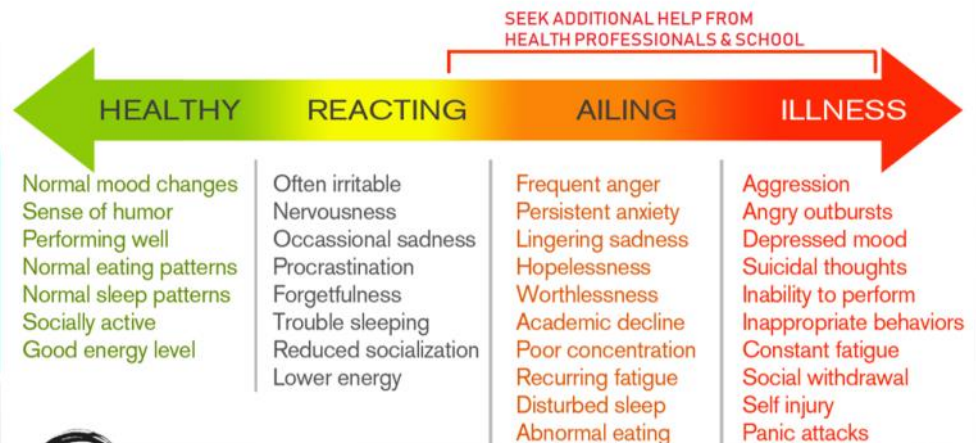 SEEK ADDITIONAL HELP FROM
HEALTH PROFESSIONALS & SCHOOL
HEALTHY
REACTING
AILING
ILLNESS
Normal mood changes
Sense of humor
Performing well
Normal eating patterns
Normal sleep patterns
Socially active
Good energy level
Often irritable
Nervousness
Occassional sadness
Procrastination
Forgetfulness
Trouble sleeping
Reduced socialization
Lower energy
Frequent anger
Persistent anxiety
Lingering sadness
Hopelessness
Worthlessness
Academic decline
Poor concentration
Recurring fatigue
Disturbed sleep
Abnormal eating
Aggression
Angry outbursts
Depressed mood
Suicidal thoughts
Inability to perform
Inappropriate behaviors
Constant fatigue
Social withdrawal
Self injury
Panic attacks